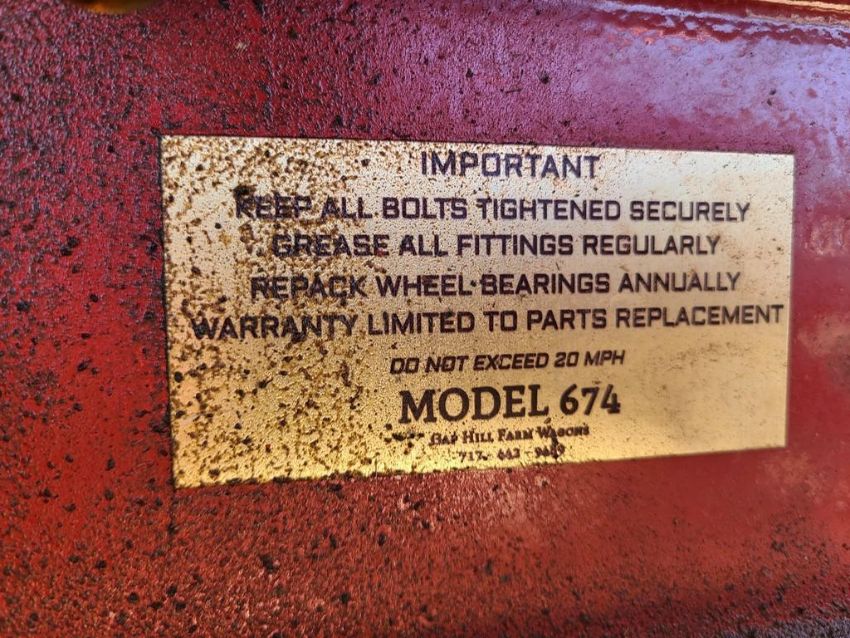 IMPORTANT
KEEP ALL BOLTS TIGHTENED SECURELY
GREASE ALL FITTINGS REGULARLY
REPACK WHEEL BEARINGS ANNUALLY
WARRANTY LIMITED TO PARTS REPLACEMENT
DO NOT EXCEED 20 MPH
MODEL 674
GAP HILL FARM WAGONS
717 -